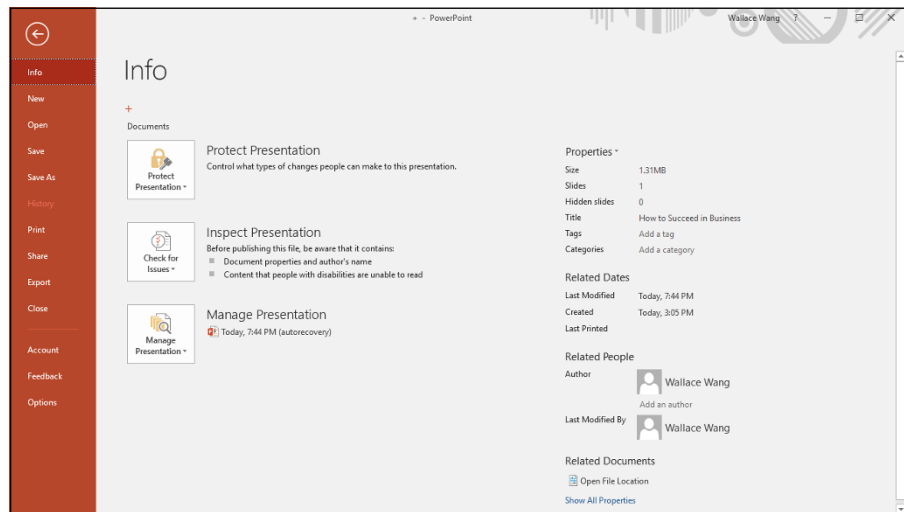 + - PowerPoint
Wallace Wang ?
Info
New
Open
Save
Save As
History
Print
Share
Export
Close
Account
Feedback
Options
Info
+
Documents
Protect Presentation
Protect Presentation
Control what types of changes people can make to this presentation.
Check for Issues
Inspect Presentation
Before publishing this file, be aware that it contains:
Document properties and author's name
Content that people with disabilities are unable to read
Manage Presentation
Manage Presentation
Today, 7:44 PM (autorecovery)
Properties
Size 1.31MB
Slides 1
Hidden slides 0
Title How to Succeed in Business
Tags Add a tag
Categories Add a category
Related Dates
Last Modified Today, 7:44 PM
Created Today, 3:05 PM
Last Printed
Related People
Author Wallace Wang
Add an author
Last Modified By Wallace Wang
Related Documents
Open File Location
Show All Properties